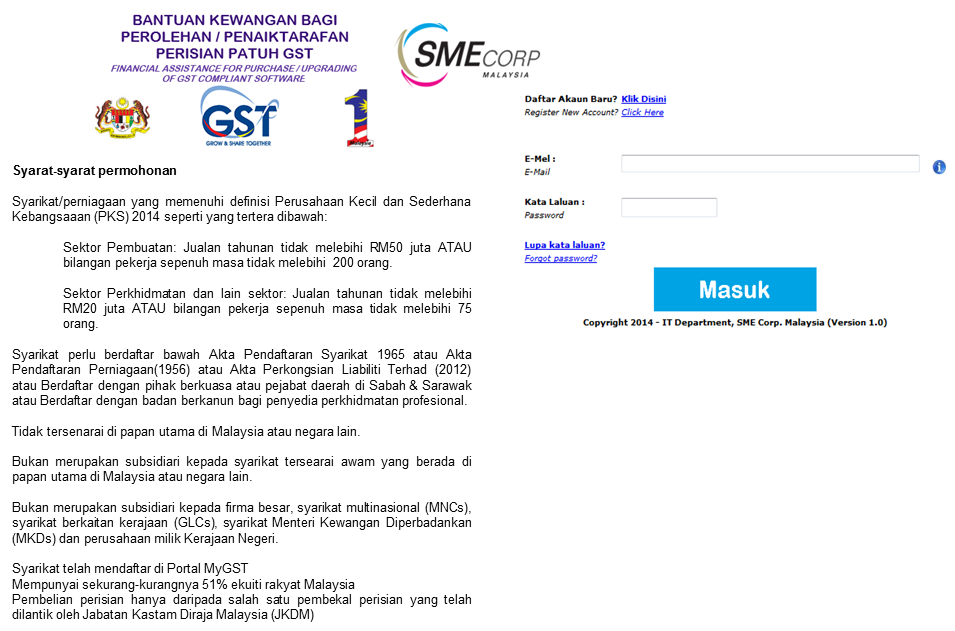 BANTUAN KEWANGAN BAGI
PEROLEHAN / PENAIKTARAFAN
PERISIAN PATUH GST
FINANCIAL ASSISTANCE FOR PURCHASE / UPGRADING
OF GST COMPLIANT SOFTWARE
SMECORP
MALAYSIA
GST
GROW & SHARE TOGETHER
1
Malaysia
Syarat-syarat permohonan
Syarikat/perniagaan yang memenuhi definisi Perusahaan Kecil dan Sederhana
Kebangsaaan (PKS) 2014 seperti yang tertera dibawah:
Sektor Pembuatan: Jualan tahunan tidak melebihi RM50 juta ATAU
bilangan pekerja sepenuh masa tidak melebihi 200 orang.
Sektor Perkhidmatan dan lain sektor: Jualan tahunan tidak melebihi
RM20 juta ATAU bilangan pekerja sepenuh masa tidak melebihi 75
orang.
Syarikat perlu berdaftar bawah Akta Pendaftaran Syarikat 1965 atau Akta
Pendaftaran Perniagaan(1956) atau Akta Perkongsian Liabiliti Terhad (2012)
atau Berdaftar dengan pihak berkuasa atau pejabat daerah di Sabah & Sarawak
atau Berdaftar dengan badan berkanun bagi penyedia perkhidmatan profesional.
Tidak tersenarai di papan utama di Malaysia atau negara lain.
Bukan merupakan subsidiari kepada syarikat tersearai awam yang berada di
papan utama di Malaysia atau negara lain.
Bukan merupakan subsidiari kepada firma besar, syarikat multinasional (MNCs),
syarikat berkaitan kerajaan (GLCs), syarikat Menteri Kewangan Diperbadankan
(MKDs) dan perusahaan milik Kerajaan Negeri.
Syarikat telah mendaftar di Portal MyGST
Mempunyai sekurang-kurangnya 51% ekuiti rakyat Malaysia
Pembelian perisian hanya daripada salah satu pembekal perisian yang telah
dilantik oleh Jabatan Kastam Diraja Malaysia (JKDM)
Daftar Akaun Baru? Klik Disini
Register New Account? Click Here
E-Mel :
E-Mail
Kata Laluan :
Password
Lupa kata laluan?
Forgot password?
Masuk
Copyright 2014 - IT Department, SME Corp. Malaysia (Version 1.0)